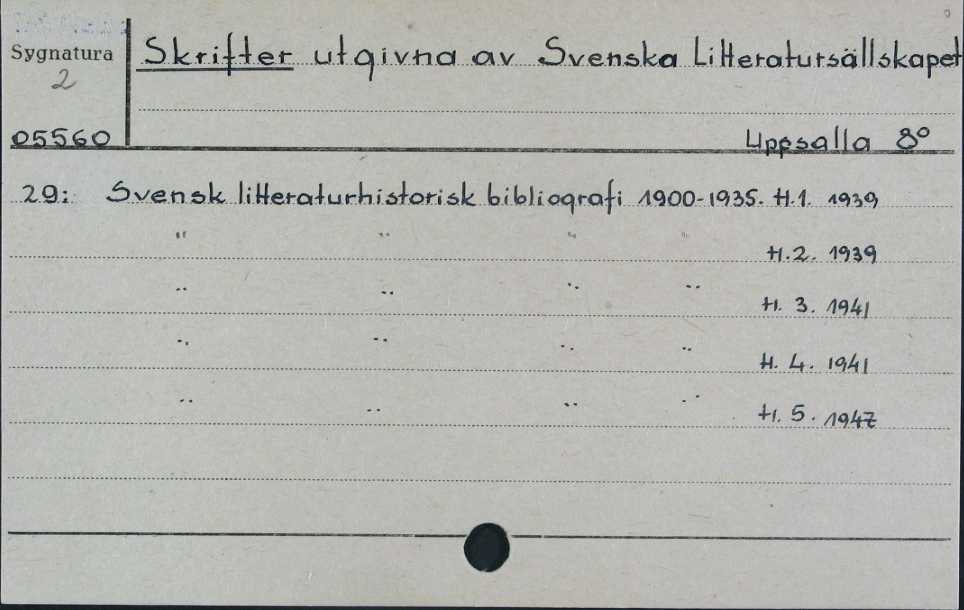 Sygnatura
2
05560
Skrifter utgivna av Svenska Litteratursällskapet
Uppsalla 8°
29: Svensk litteraturhistorisk bibliografi 1900-1935. H.1. 1939
" " " " H.2. 1939
" " " " H. 3. 1941
" " " " H. 4. 1941
" " " " H. 5. 1947